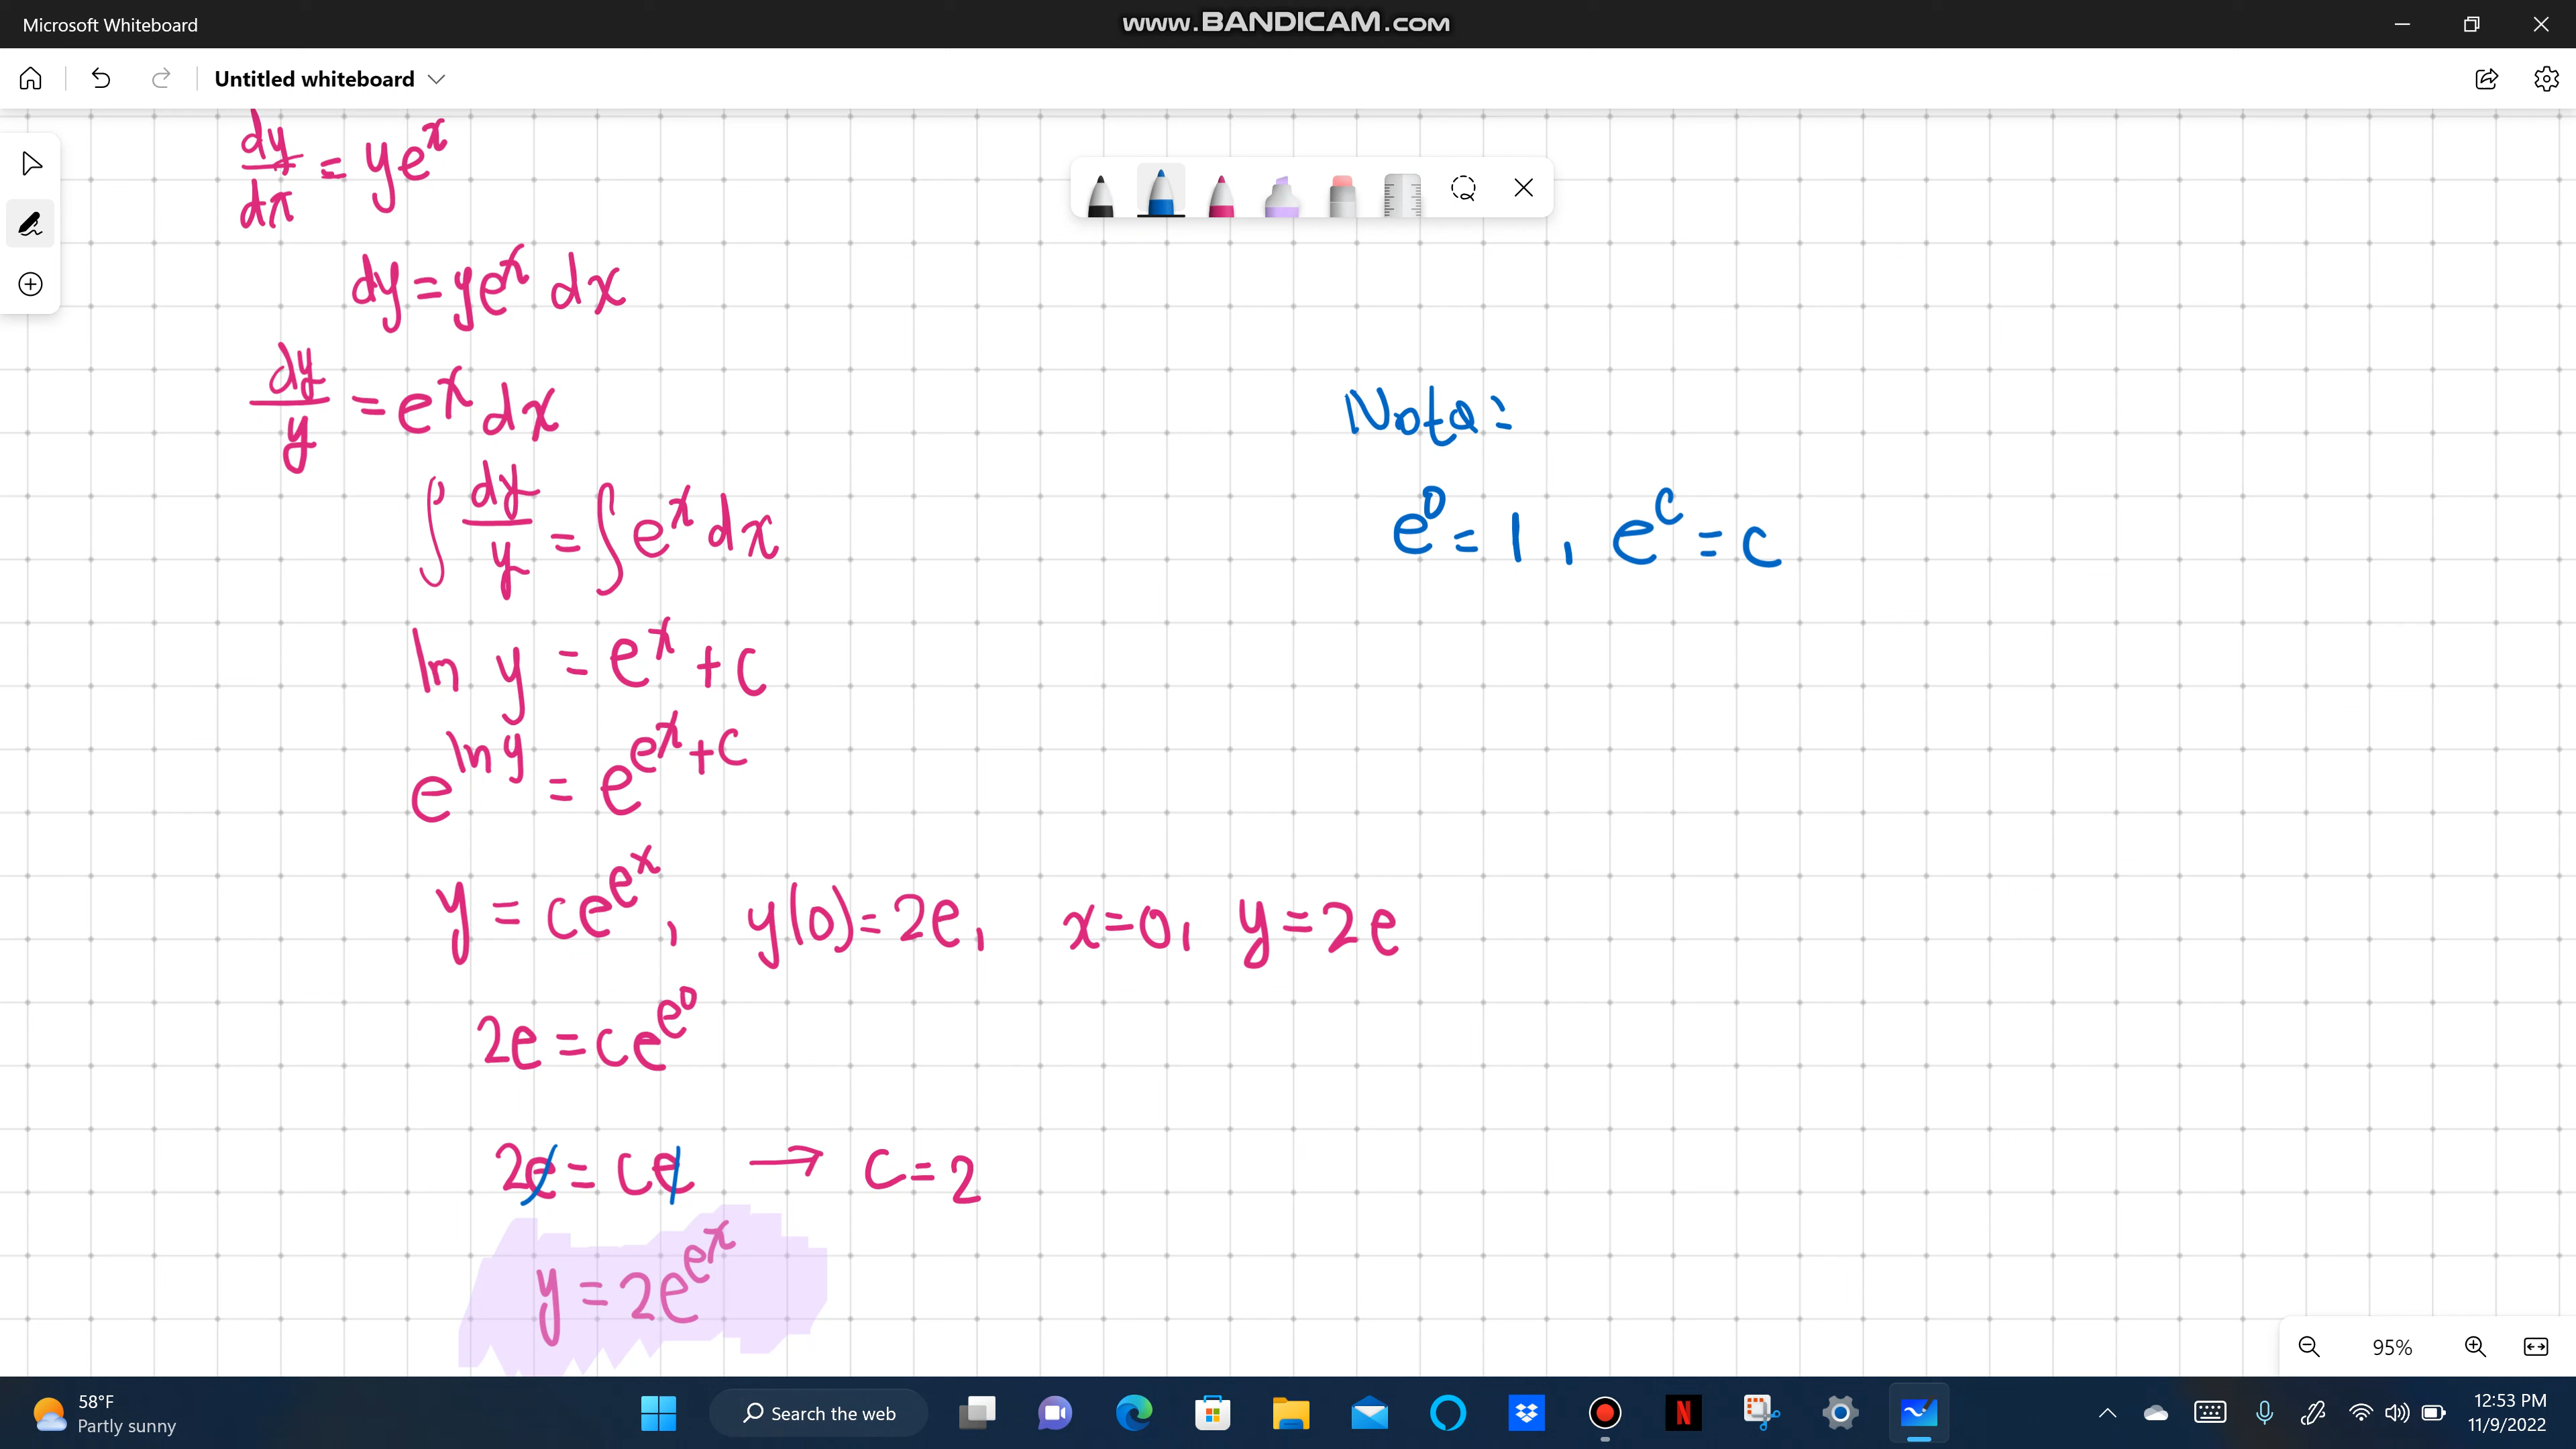 Microsoft Whiteboard
www.BANDICAM.com
Untitled whiteboard
dy/dx = ye^x
dy = ye^x dx
dy/y = e^x dx
∫ dy/y = ∫ e^x dx
ln y = e^x + c
e^(ln y) = e^(e^x + c)
y = ce^(e^x), y(0) = 2e, x = 0, y = 2e
2e = ce^(e^0)
2e = ce → c = 2
y = 2e^(e^x)
Note:
e^0 = 1, e^c = c
95%
58°F
Partly sunny
Search the web
12:53 PM
11/9/2022